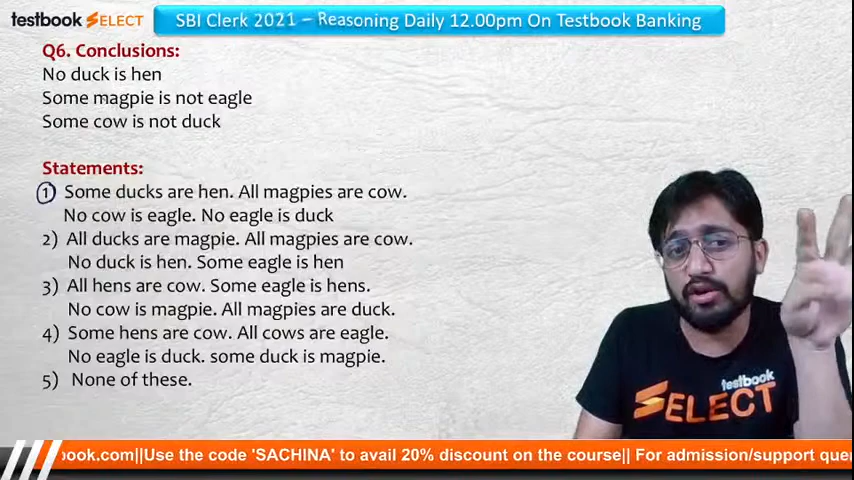 testbook SELECT
SBI Clerk 2021 – Reasoning Daily 12.00pm On Testbook Banking
Q6. Conclusions:
No duck is hen
Some magpie is not eagle
Some cow is not duck
Statements:
1) Some ducks are hen. All magpies are cow.
No cow is eagle. No eagle is duck
2) All ducks are magpie. All magpies are cow.
No duck is hen. Some eagle is hen
3) All hens are cow. Some eagle is hens.
No cow is magpie. All magpies are duck.
4) Some hens are cow. All cows are eagle.
No eagle is duck. some duck is magpie.
5) None of these.
testbook
SELECT
book.com||Use the code 'SACHINA' to avail 20% discount on the course|| For admission/support que